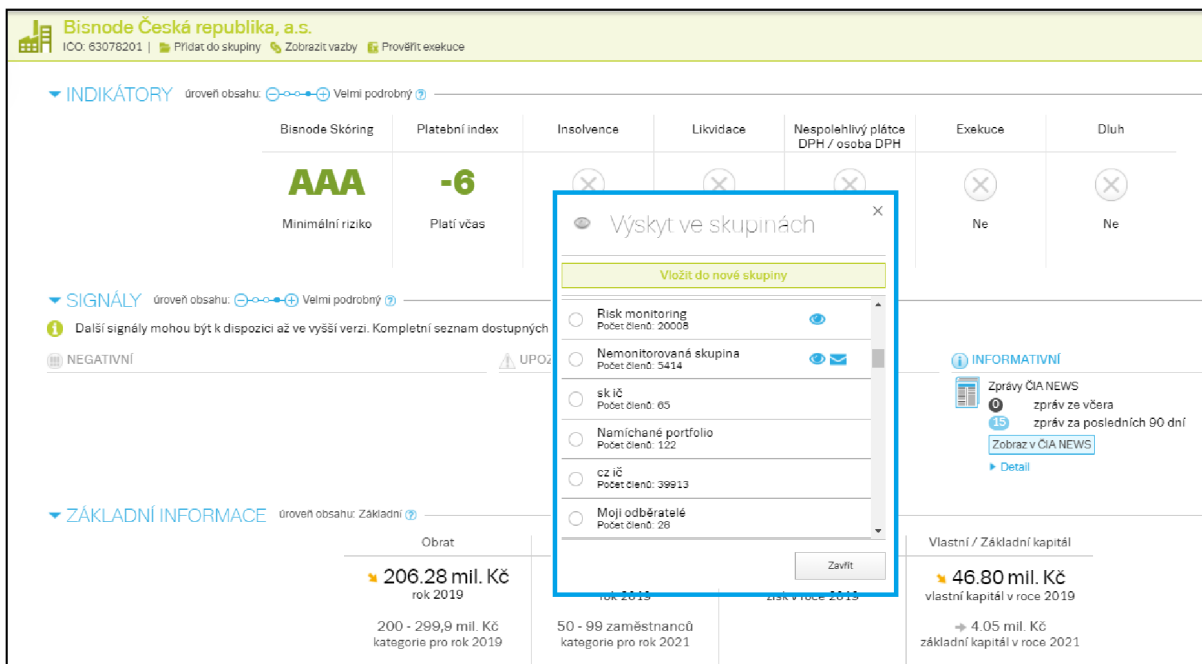 Bisnode Česká republika, a.s.
IČO: 63078201 | Přidat do skupiny Zobrazit vazby Prověřit exekuce
INDIKÁTORY úroveň obsahu: Velmi podrobný ?
Bisnode Skóring Platební index Insolvence Likvidace Nespolehlivý plátce Exekuce Dluh
DPH / osoba DPH
AAA -6
Minimální riziko Platí včas Ne Ne
Výskyt ve skupinách
Vložit do nové skupiny
Risk monitoring
Počet členů: 20008
Nemonitorovaná skupina
Počet členů: 5414
sk ič
Počet členů: 65
Namíchané portfolio
Počet členů: 122
cz ič
Počet členů: 39913
Moji odběratelé
Počet členů: 28
Zavřít
SIGNÁLY úroveň obsahu: Velmi podrobný ?
Další signály mohou být k dispozici až ve vyšší verzi. Kompletní seznam dostupných
NEGATIVNÍ UPOZ INFORMATIVNÍ
Zprávy ČIA NEWS
0 zpráv ze včera
15 zpráv za posledních 90 dní
Zobraz v ČIA NEWS
Detail
ZÁKLADNÍ INFORMACE úroveň obsahu: Základní ?
Obrat Vlastní / Základní kapitál
206.28 mil. Kč 46.80 mil. Kč
rok 2019 rok 2019 zisk v roce 2019 vlastní kapitál v roce 2019
200 - 299,9 mil. Kč 50 - 99 zaměstnanců 4.05 mil. Kč
kategorie pro rok 2019 kategorie pro rok 2021 základní kapitál v roce 2021